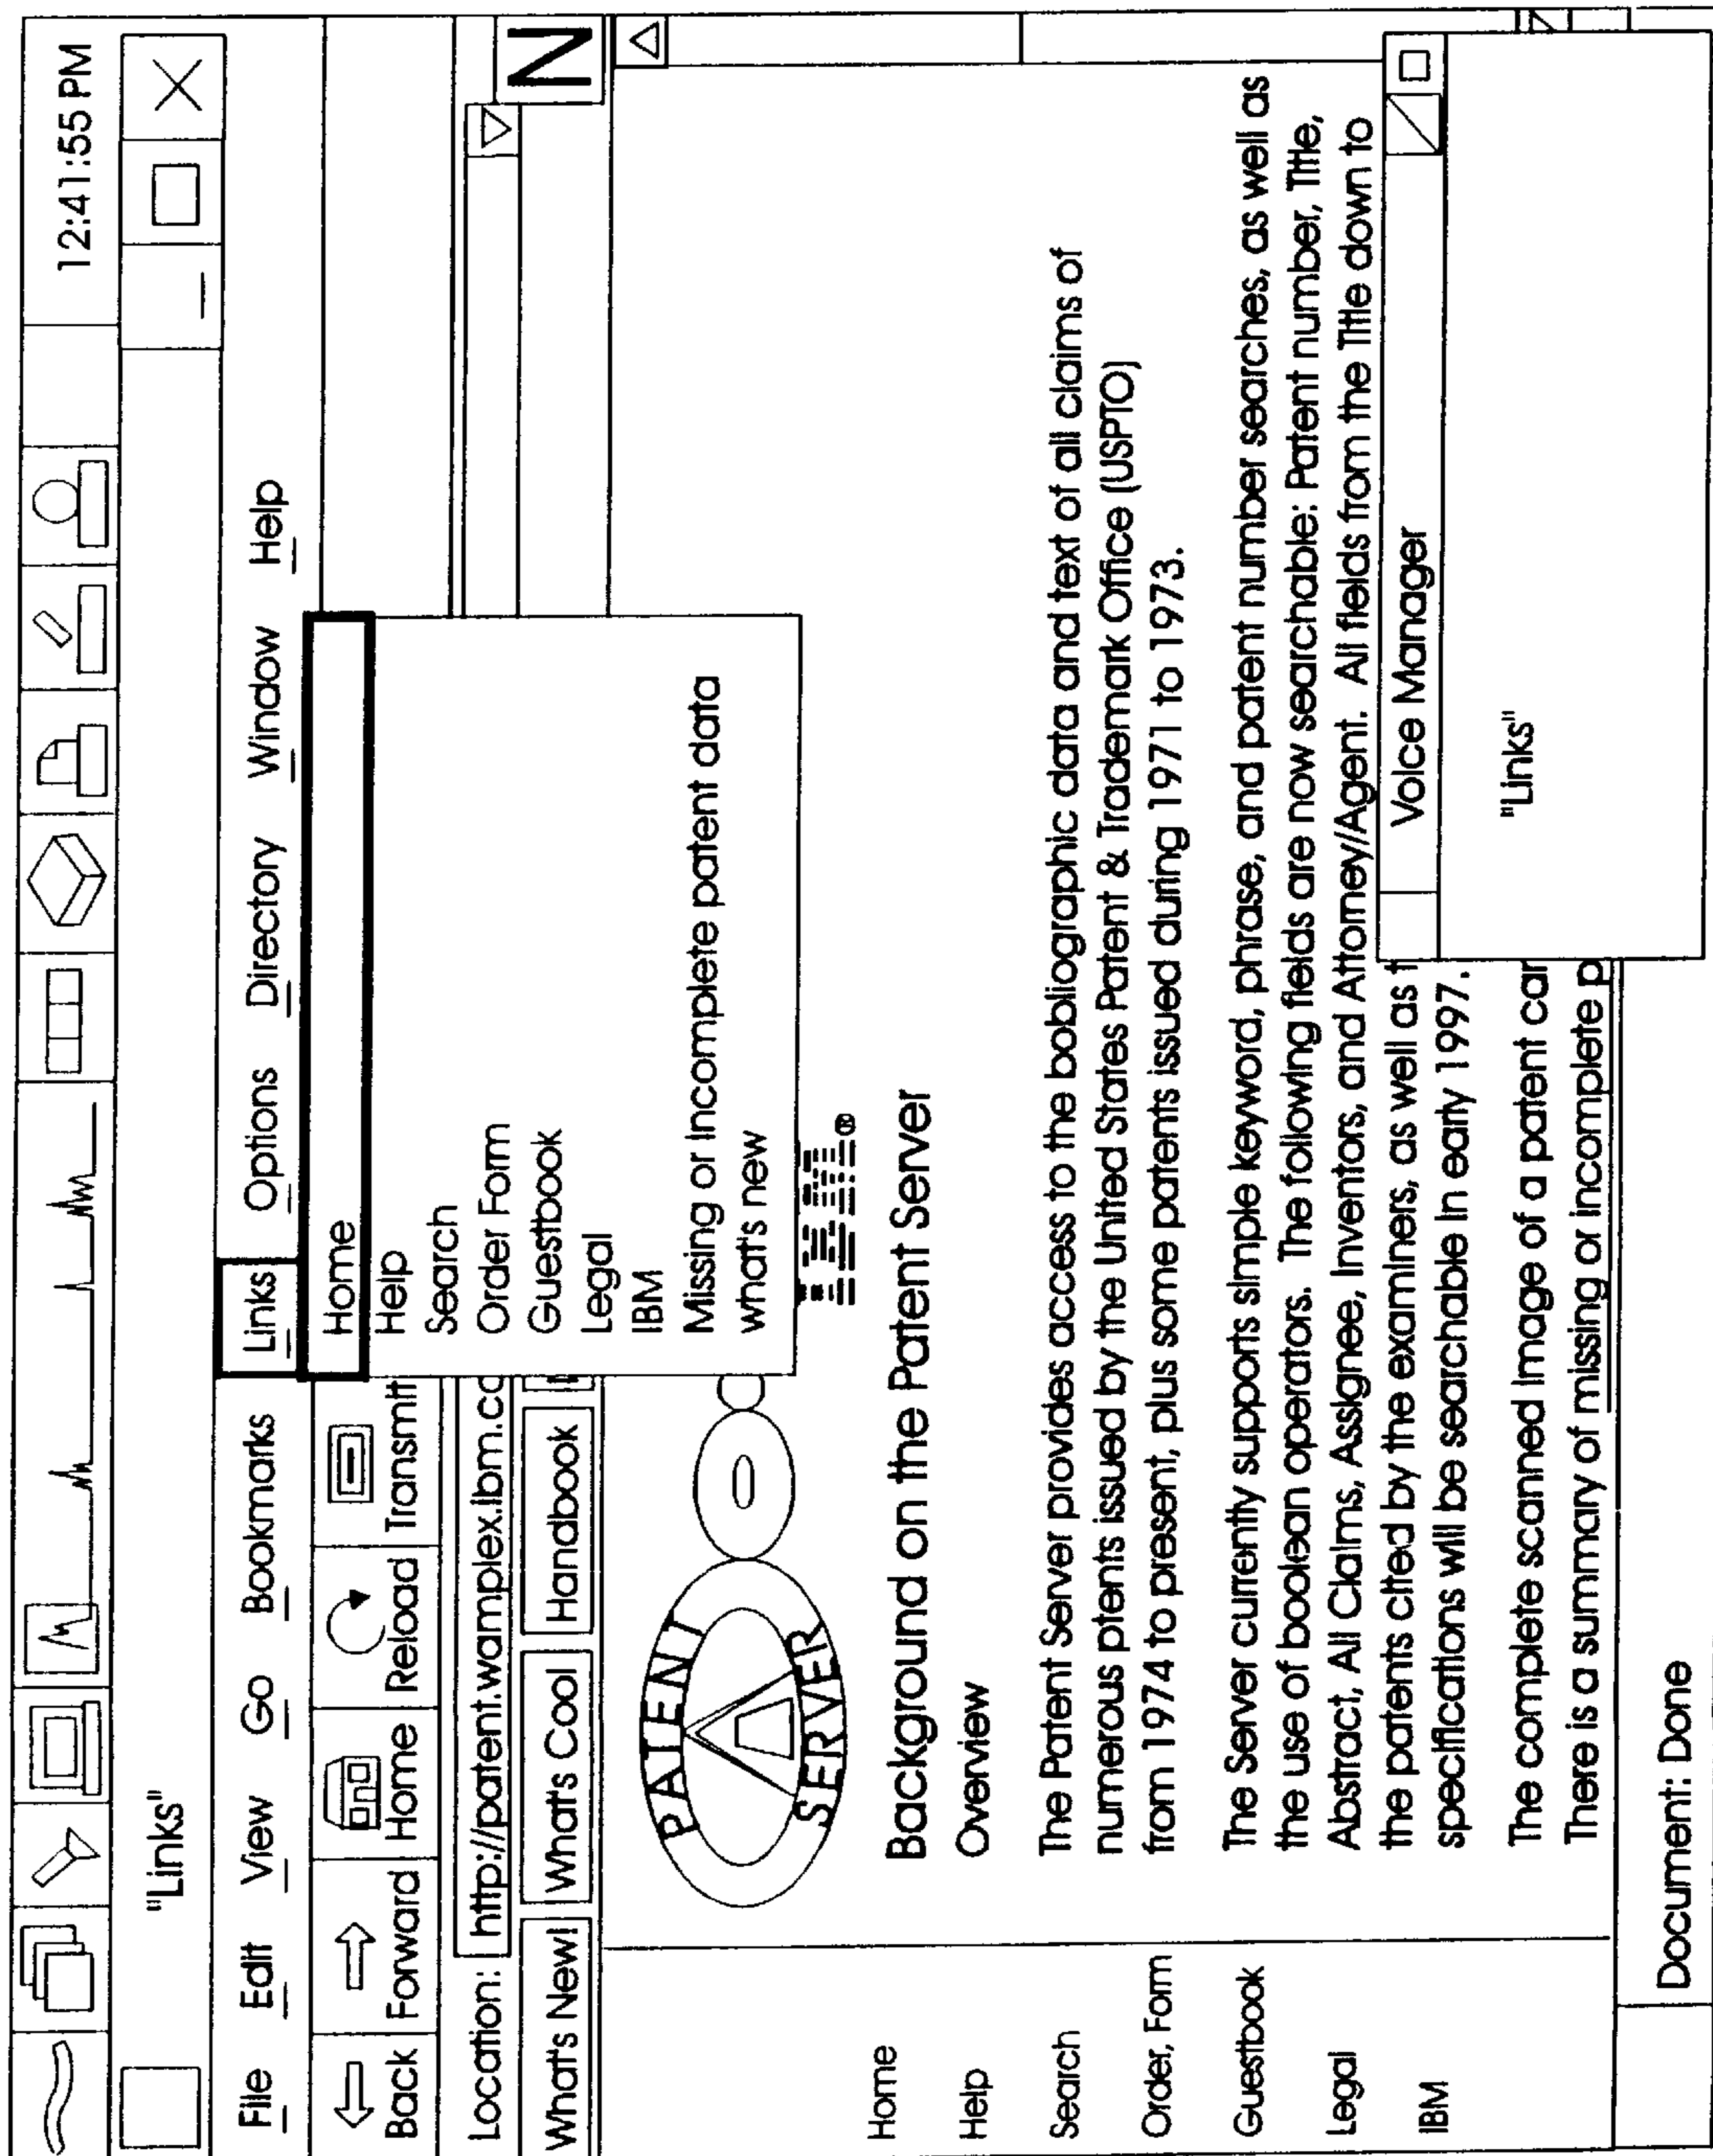 12:41:55 PM
"Links"
File Edit View Go Bookmarks Links Options Directory Window Help
Back Forward Home Reload Transmit
Home
Help
Search
Order Form
Guestbook
Legal
IBM
Missing or Incomplete patent data
what's new
Location: http://patent.wamplex.ibm.co
N
What's New! What's Cool Handbook
PATENT
SERVER
IBM®
Background on the Patent Server
Overview
The Patent Server provides access to the bobliographic data and text of all claims of
numerous ptents issued by the United States Patent & Trademark Office (USPTO)
from 1974 to present, plus some patents issued during 1971 to 1973.
The Server currently supports simple keyword, phrase, and patent number searches, as well as
the use of boolean operators. The following fields are now searchable: Patent number, Title,
Abstract, All Claims, Assignee, Inventors, and Attorney/Agent. All fields from the Title down to
the patents cited by the examiners, as well as t
specifications will be searchable in early 1997.
The complete scanned image of a patent can
There is a summary of missing or incomplete p
Home
Help
Search
Order, Form
Guestbook
Legal
IBM
Voice Manager
"Links"
Document: Done